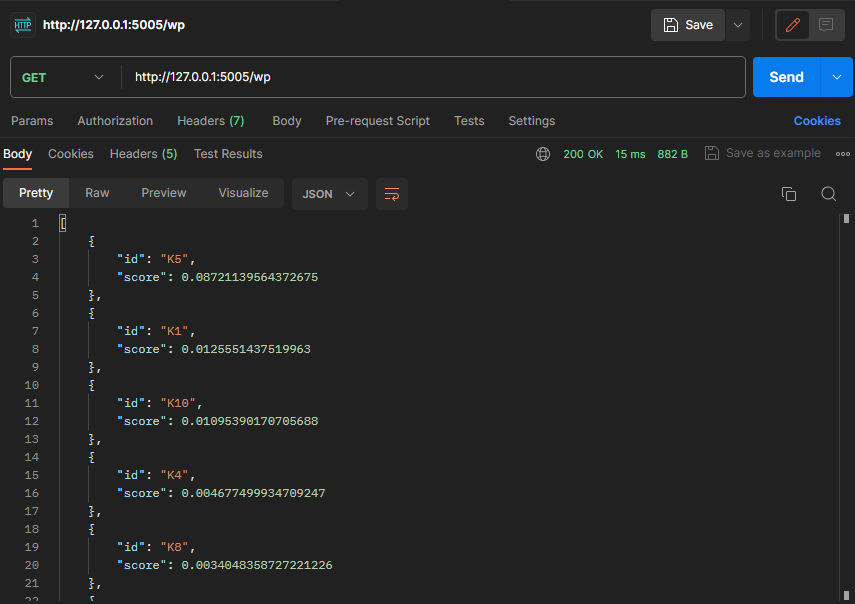 HTTP http://127.0.0.1:5005/wp Save
GET http://127.0.0.1:5005/wp Send
Params Authorization Headers (7) Body Pre-request Script Tests Settings Cookies
Body Cookies Headers (5) Test Results 200 OK 15 ms 882 B Save as example
Pretty Raw Preview Visualize JSON
1 [
2 {
3 "id": "K5",
4 "score": 0.08721139564372675
5 },
6 {
7 "id": "K1",
8 "score": 0.0125551437519963
9 },
10 {
11 "id": "K10",
12 "score": 0.01095390170705688
13 },
14 {
15 "id": "K4",
16 "score": 0.004677499934709247
17 },
18 {
19 "id": "K8",
20 "score": 0.0034048358727221226
21 },
22 {